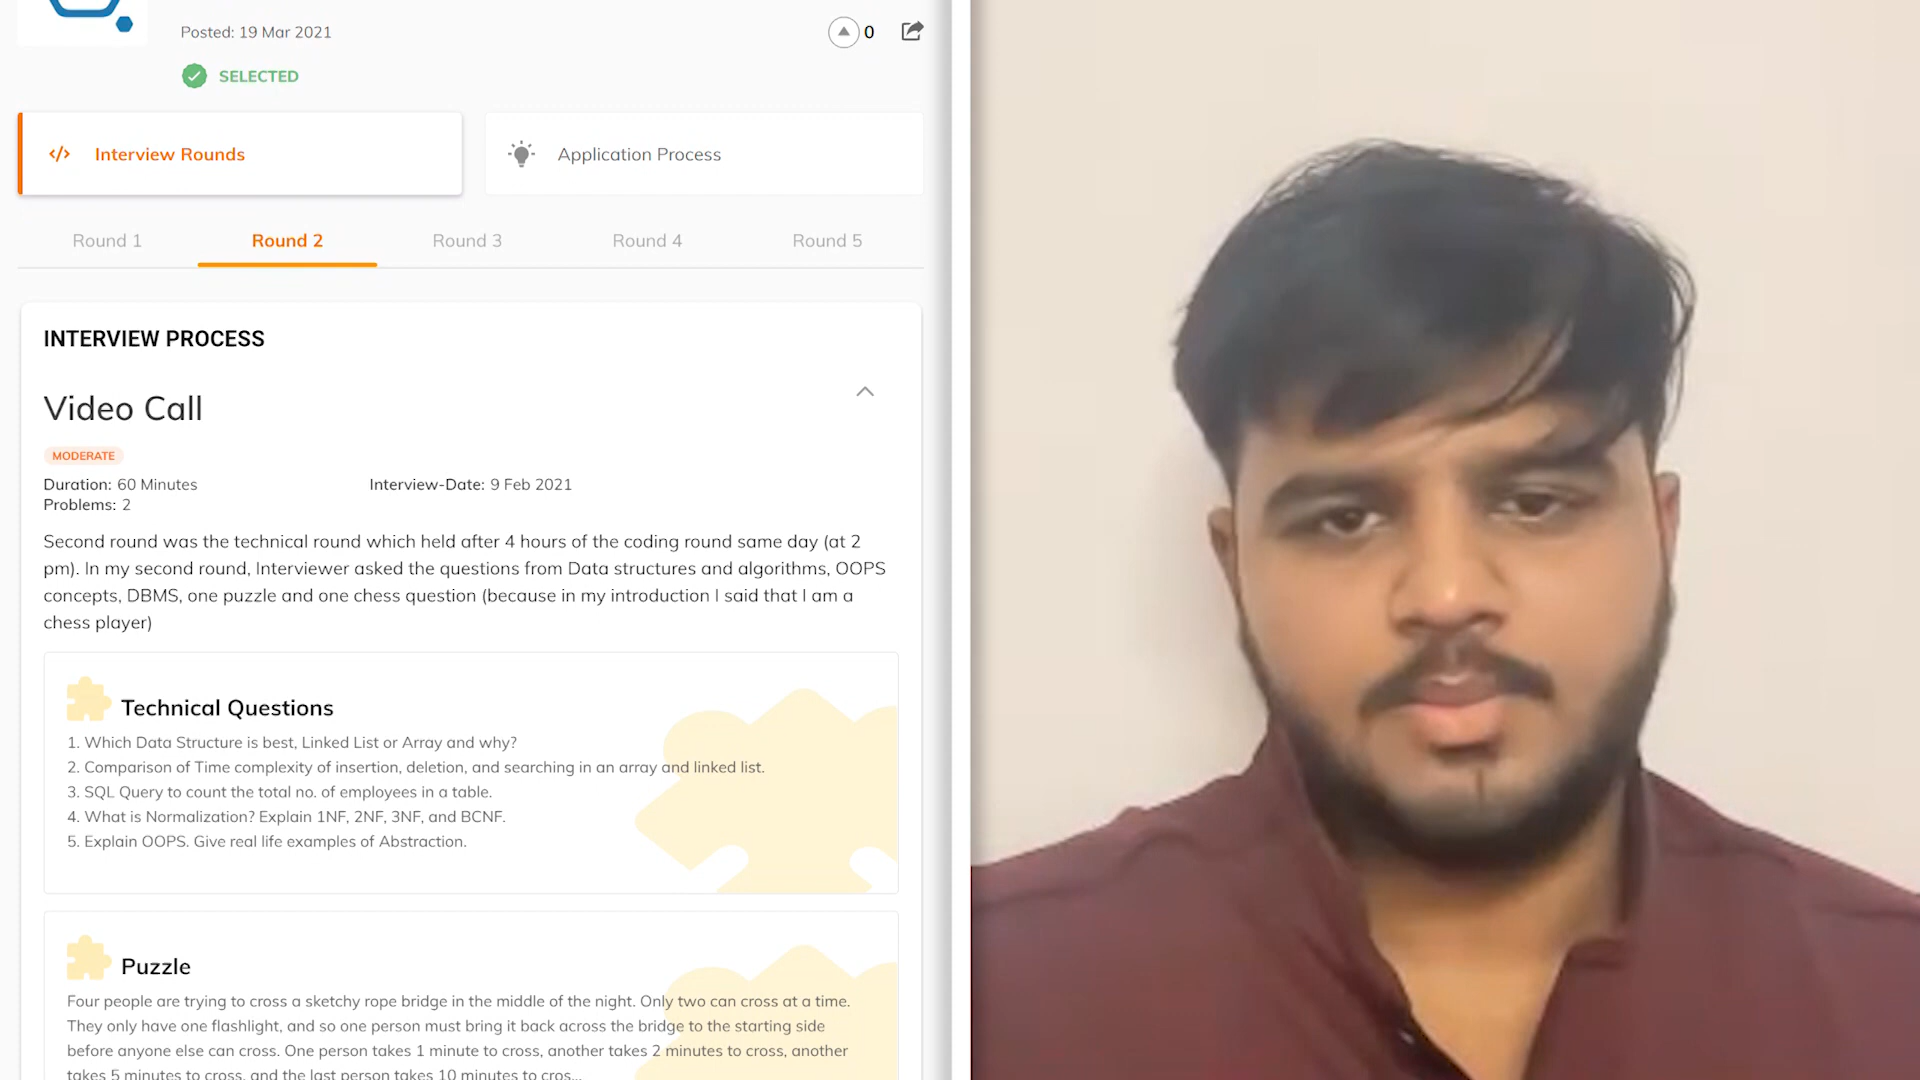 Posted: 19 Mar 2021
0
SELECTED
Interview Rounds
Application Process
Round 1
Round 2
Round 3
Round 4
Round 5
INTERVIEW PROCESS
Video Call
MODERATE
Duration: 60 Minutes
Interview-Date: 9 Feb 2021
Problems: 2
Second round was the technical round which held after 4 hours of the coding round same day (at 2
pm). In my second round, Interviewer asked the questions from Data structures and algorithms, OOPS
concepts, DBMS, one puzzle and one chess question (because in my introduction I said that I am a
chess player)
Technical Questions
1. Which Data Structure is best, Linked List or Array and why?
2. Comparison of Time complexity of insertion, deletion, and searching in an array and linked list.
3. SQL Query to count the total no. of employees in a table.
4. What is Normalization? Explain 1NF, 2NF, 3NF, and BCNF.
5. Explain OOPS. Give real life examples of Abstraction.
Puzzle
Four people are trying to cross a sketchy rope bridge in the middle of the night. Only two can cross at a time.
They only have one flashlight, and so one person must bring it back across the bridge to the starting side
before anyone else can cross. One person takes 1 minute to cross, another takes 2 minutes to cross, another
takes 5 minutes to cross, and the last person takes 10 minutes to cros...